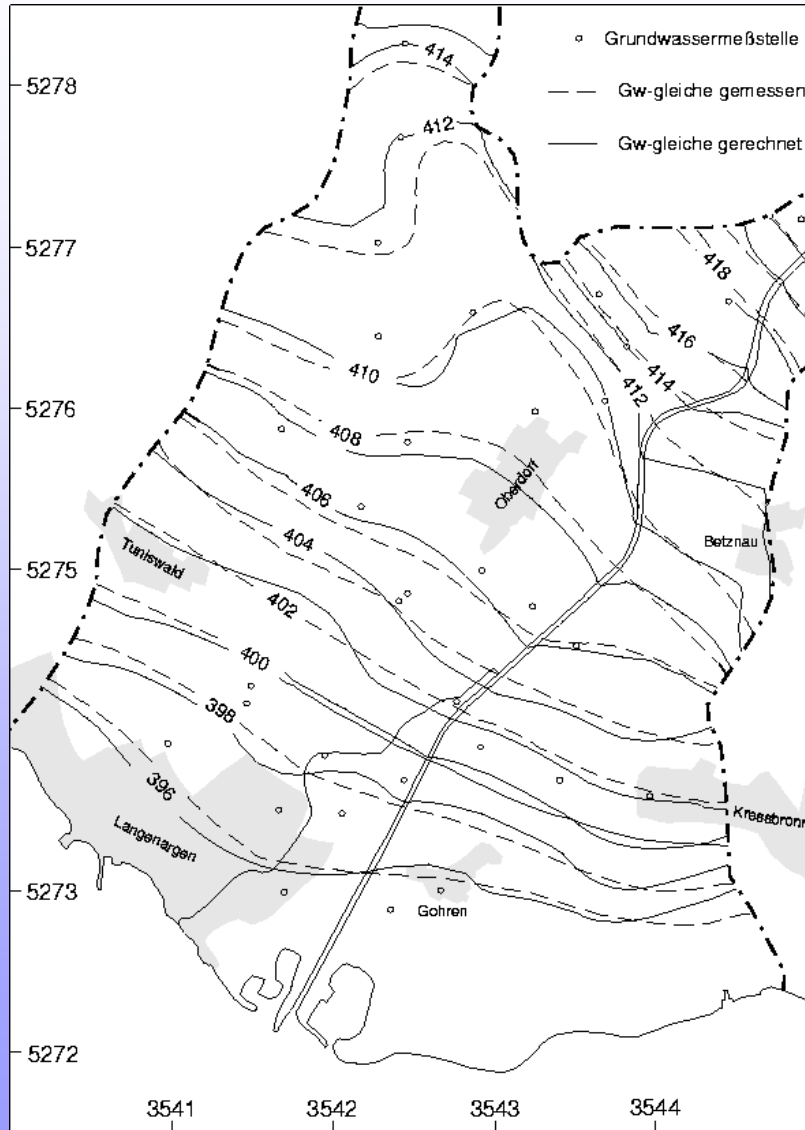 Grundwassermeßstelle
Gw-gleiche gemessen
Gw-gleiche gerechnet
5278
414
412
5277
418
416
414
412
410
5276
408
406
Oberdorf
404
Betznau
5275
Tuniswald
402
400
398
396
Kressbronn
Langenargen
5273
Gohren
5272
3541
3542
3543
3544